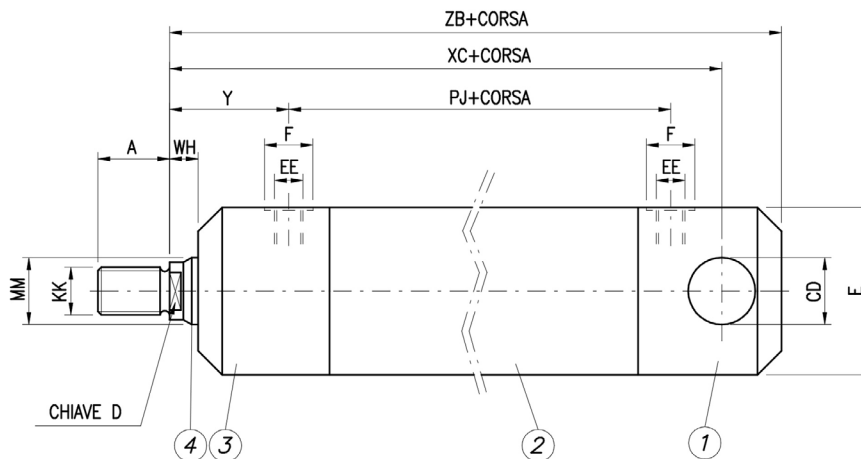 ZB+CORSA
XC+CORSA
Y
PJ+CORSA
F
F
A
WH
EE
EE
MM
KK
CD
CHIAVE D
4
3
2
1